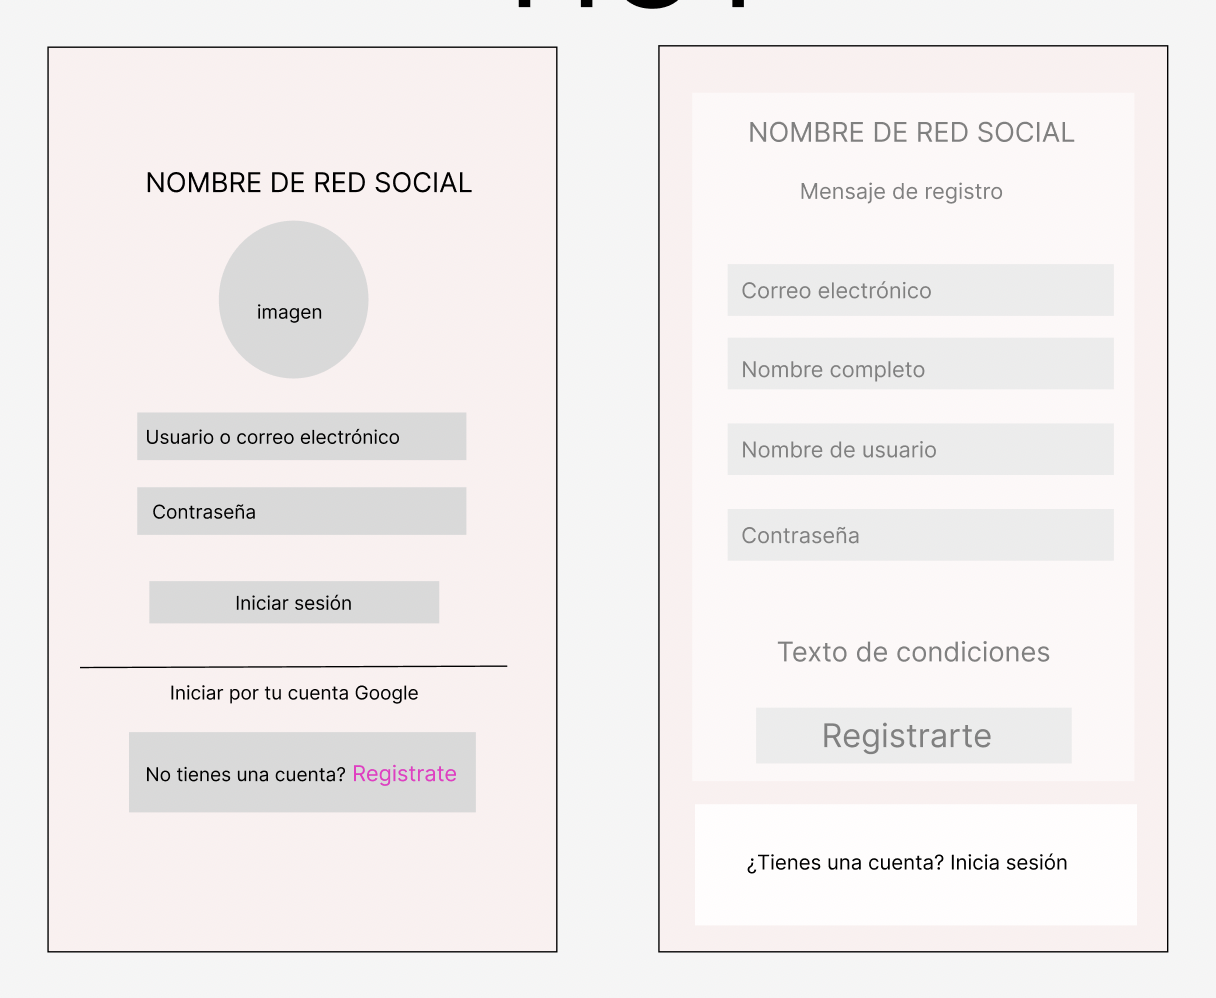 NOMBRE DE RED SOCIAL
imagen
Usuario o correo electrónico
Contraseña
Iniciar sesión
Iniciar por tu cuenta Google
No tienes una cuenta? Registrate
NOMBRE DE RED SOCIAL
Mensaje de registro
Correo electrónico
Nombre completo
Nombre de usuario
Contraseña
Texto de condiciones
Registrarte
¿Tienes una cuenta? Inicia sesión